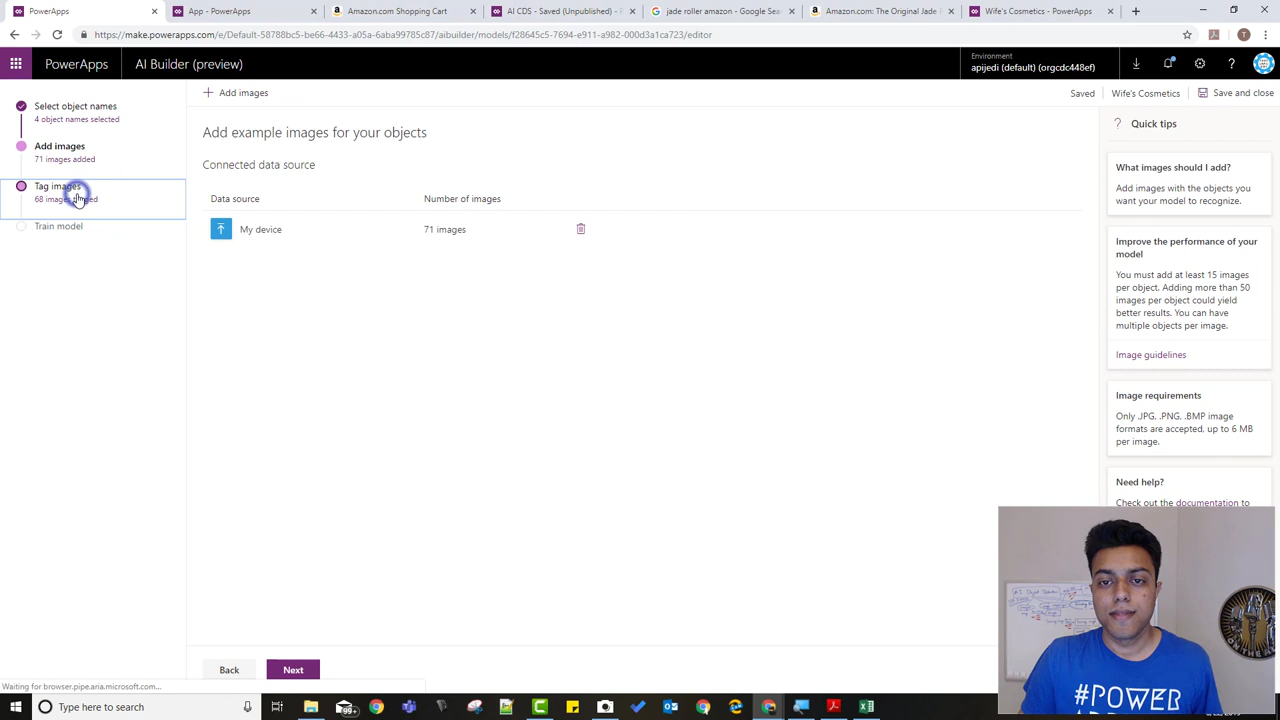 PowerApps
App - PowerApps
Amazon.com Shopping Cart
AI CDS - Saved (Unpublished) - P
jade roller amazon - Google Sea
Amazon.com: The Original Jade R
Wife's Cosmetics - PowerApps
https://make.powerapps.com/e/Default-58788bc5-be66-4433-a05a-6aba99785c87/aibuilder/models/f28645c5-7694-e911-a982-000d3a1ca723/editor
PowerApps
AI Builder (preview)
Environment
apijedi (default) (orgcdc448ef)
Select object names
4 object names selected
Add images
71 images added
Tag images
68 images
Train model
Add images
Saved
Wife's Cosmetics
Save and close
Add example images for your objects
Connected data source
Data source
Number of images
My device
71 images
Quick tips
What images should I add?
Add images with the objects you
want your model to recognize.
Improve the performance of your
model
You must add at least 15 images
per object. Adding more than 50
images per object could yield
better results. You can have
multiple objects per image.
Image guidelines
Image requirements
Only .JPG, .PNG, .BMP image
formats are accepted, up to 6 MB
per image.
Need help?
Check out the documentation to
Back
Next
Waiting for browser.pipe.aria.microsoft.com...
Type here to search
99+
#POWER